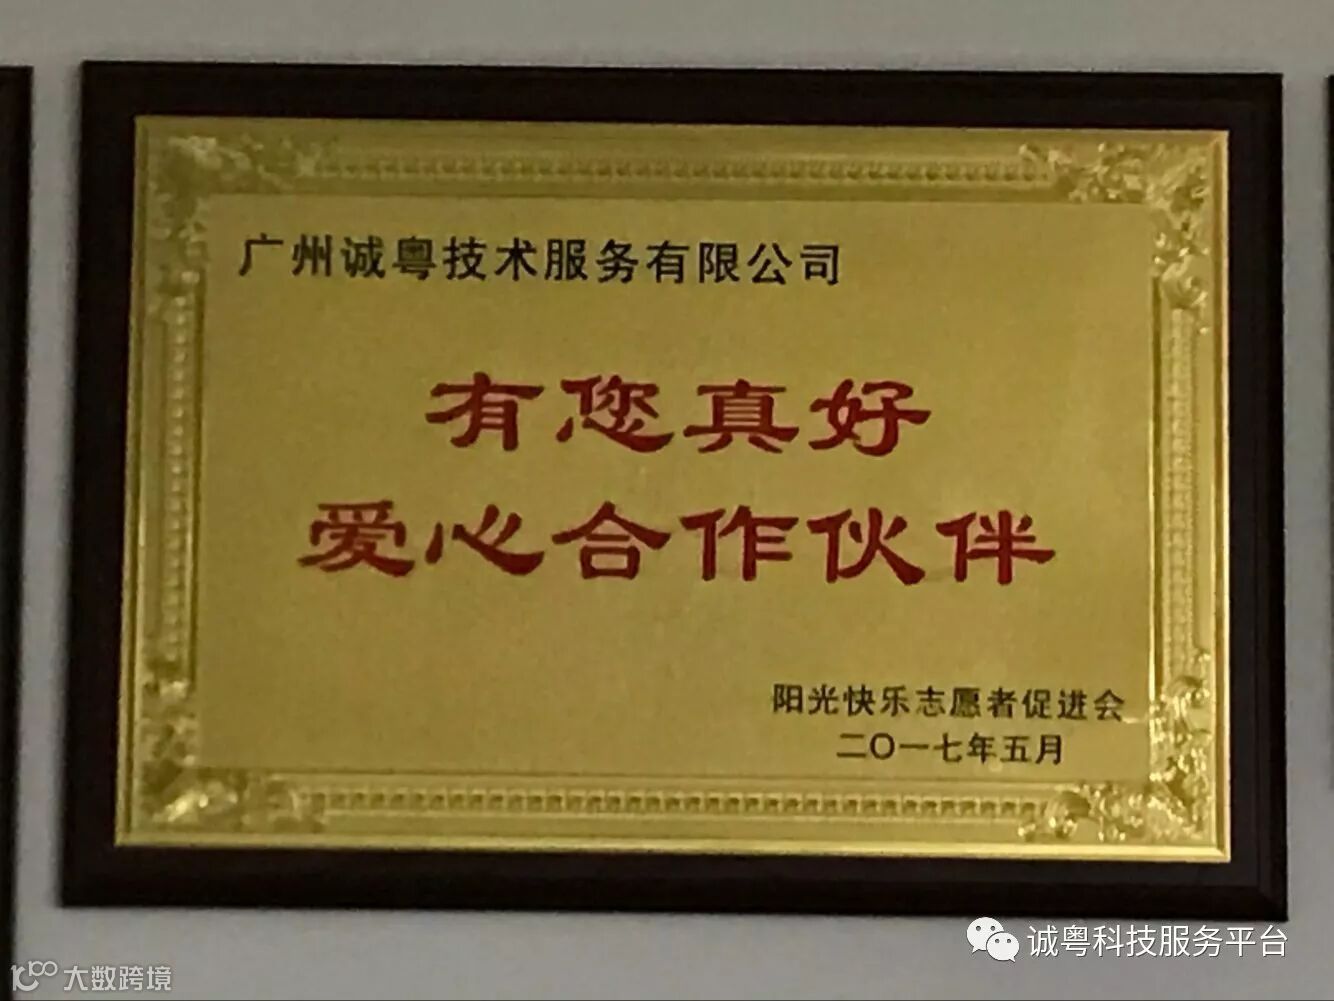 广州诚粤技术服务有限公司
有您真好
爱心合作伙伴
阳光快乐志愿者促进会
二〇一七年五月
诚粤科技服务平台
大数跨境